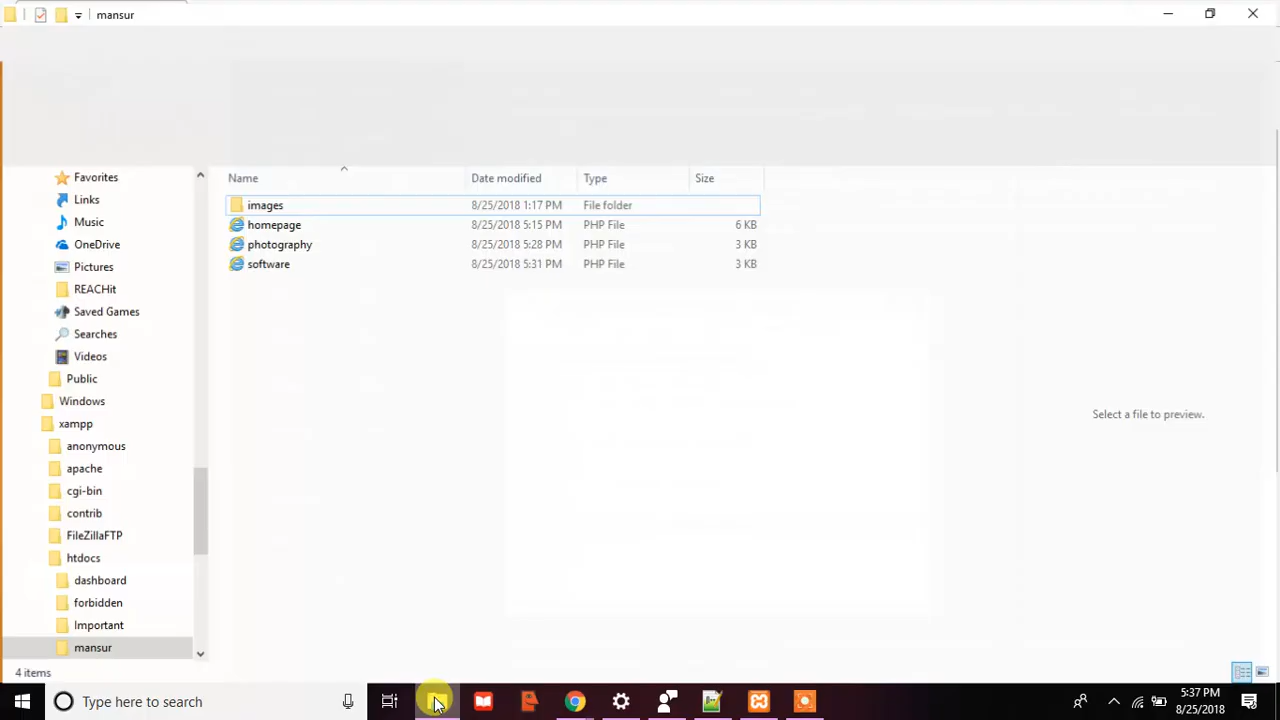 mansur
Name Date modified Type Size
images 8/25/2018 1:17 PM File folder
homepage 8/25/2018 5:15 PM PHP File 6 KB
photography 8/25/2018 5:28 PM PHP File 3 KB
software 8/25/2018 5:31 PM PHP File 3 KB
Favorites
Links
Music
OneDrive
Pictures
REACHit
Saved Games
Searches
Videos
Public
Windows
xampp
anonymous
apache
cgi-bin
contrib
FileZillaFTP
htdocs
dashboard
forbidden
Important
mansur
Select a file to preview.
4 items
Type here to search
5:37 PM
8/25/2018